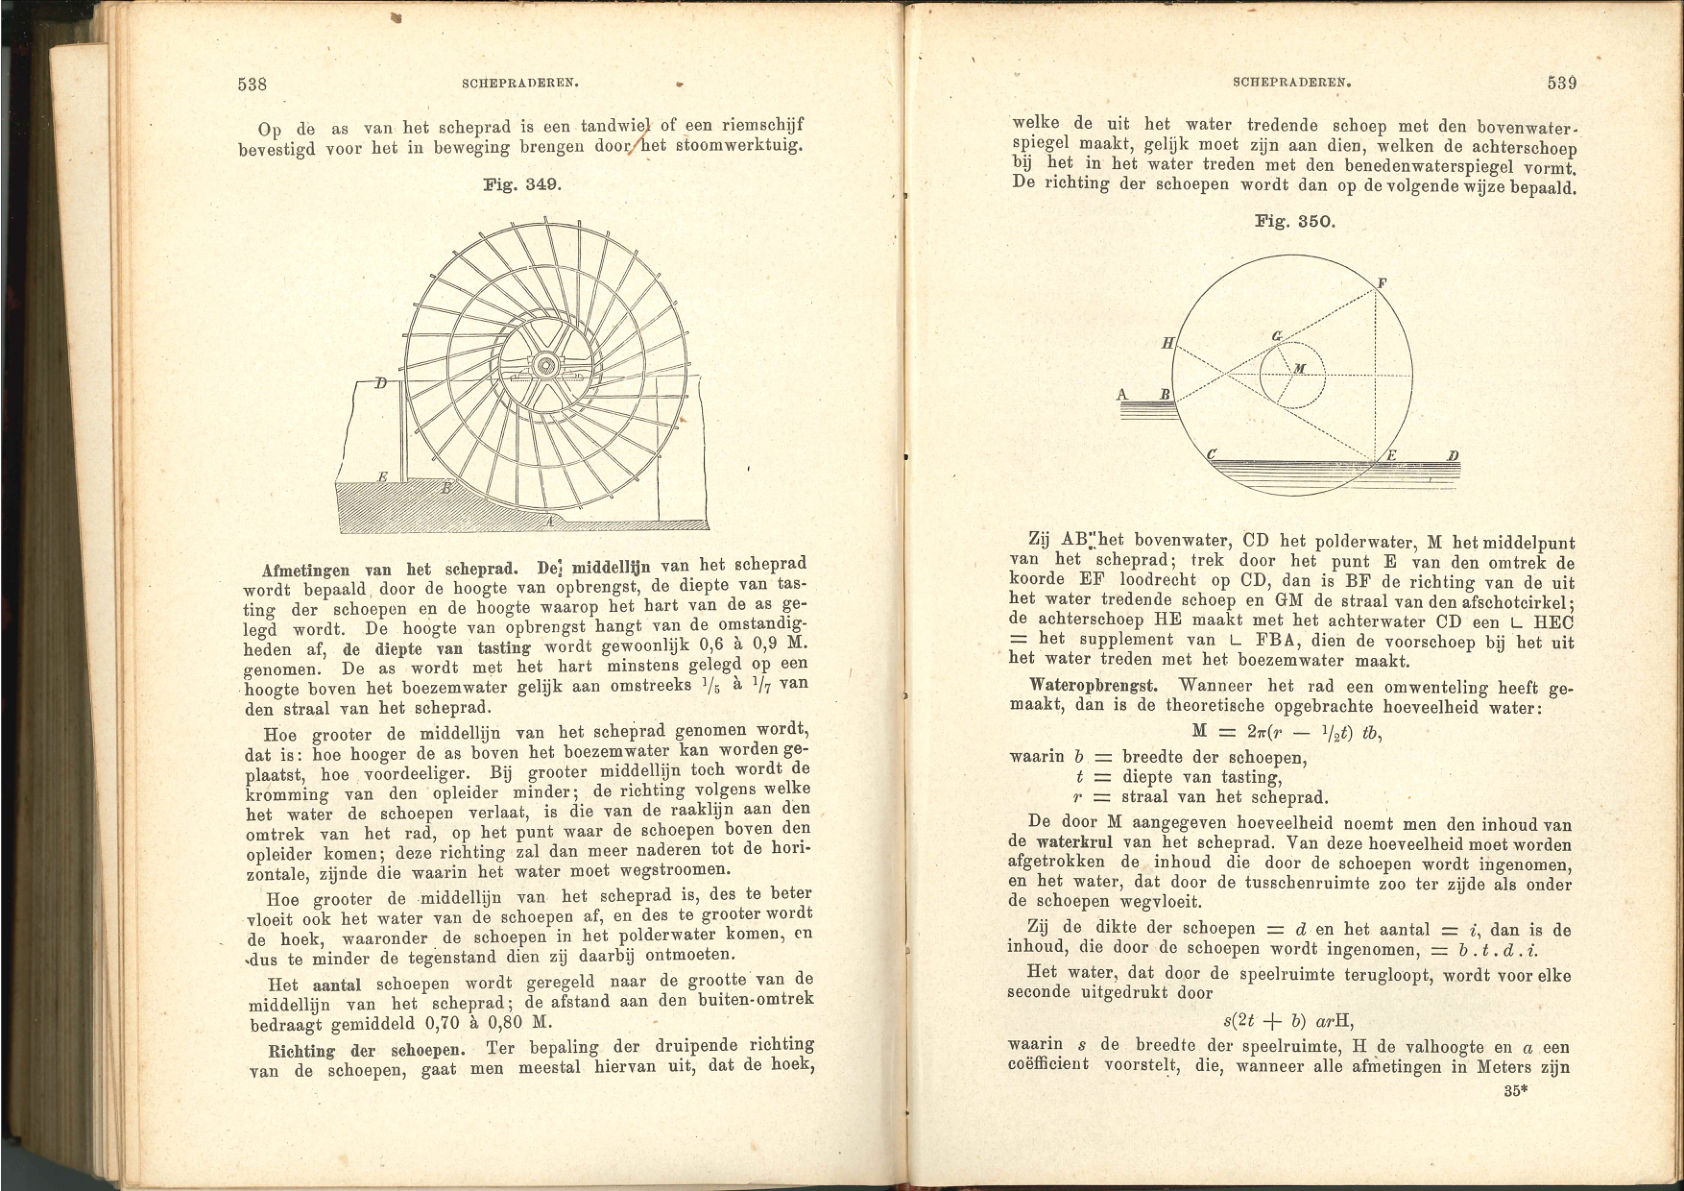 538
SCHEPRADEREN.
Op de as van het scheprad is een tandwiel of een riemschijf
bevestigd voor het in beweging brengen door het stoomwerktuig.
Fig. 349.
D
E
B
A
Afmetingen van het scheprad. De middellijn van het scheprad
wordt bepaald door de hoogte van opbrengst, de diepte van tas-
ting der schoepen en de hoogte waarop het hart van de as ge-
legd wordt. De hoogte van opbrengst hangt van de omstandig-
heden af, de diepte van tasting wordt gewoonlijk 0,6 à 0,9 M.
genomen. De as wordt met het hart minstens gelegd op een
hoogte boven het boezemwater gelijk aan omstreeks 1/5 à 1/7 van
den straal van het scheprad.
Hoe grooter de middellijn van het scheprad genomen wordt,
dat is: hoe hooger de as boven het boezemwater kan worden ge-
plaatst, hoe voordeeliger. Bij grooter middellijn toch wordt de
kromming van den opleider minder; de richting volgens welke
het water de schoepen verlaat, is die van de raaklijn aan den
omtrek van het rad, op het punt waar de schoepen boven den
opleider komen; deze richting zal dan meer naderen tot de hori-
zontale, zijnde die waarin het water moet wegstroomen.
Hoe grooter de middellijn van het scheprad is, des te beter
vloeit ook het water van de schoepen af, en des te grooter wordt
de hoek, waaronder de schoepen in het polderwater komen, en
dus te minder de tegenstand dien zij daarbij ontmoeten.
Het aantal schoepen wordt geregeld naar de grootte van de
middellijn van het scheprad; de afstand aan den buiten-omtrek
bedraagt gemiddeld 0,70 à 0,80 M.
Richting der schoepen. Ter bepaling der druipende richting
van de schoepen, gaat men meestal hiervan uit, dat de hoek,
SCHEPRADEREN.
539
welke de uit het water tredende schoep met den bovenwater-
spiegel maakt, gelijk moet zijn aan dien, welken de achterschoep
bij het in het water treden met den benedenwaterspiegel vormt.
De richting der schoepen wordt dan op de volgende wijze bepaald.
Fig. 350.
F
H
G
M
A
B
C
E
D
Zij AB het bovenwater, CD het polderwater, M het middelpunt
van het scheprad; trek door het punt E van den omtrek de
koorde EF loodrecht op CD, dan is BF de richting van de uit
het water tredende schoep en GM de straal van den afschotcirkel;
de achterschoep HE maakt met het achterwater CD een ∟ HEC
= het supplement van ∟ FBA, dien de voorschoep bij het uit
het water treden met het boezemwater maakt.
Wateropbrengst. Wanneer het rad een omwenteling heeft ge-
maakt, dan is de theoretische opgebrachte hoeveelheid water:
M = 2π(r — 1/2t) tb,
waarin b = breedte der schoepen,
t = diepte van tasting,
r = straal van het scheprad.
De door M aangegeven hoeveelheid noemt men den inhoud van
de waterkrul van het scheprad. Van deze hoeveelheid moet worden
afgetrokken de inhoud die door de schoepen wordt ingenomen,
en het water, dat door de tusschenruimte zoo ter zijde als onder
de schoepen wegvloeit.
Zij de dikte der schoepen = d en het aantal = i, dan is de
inhoud, die door de schoepen wordt ingenomen, = b.t.d.i.
Het water, dat door de speelruimte terugloopt, wordt voor elke
seconde uitgedrukt door
s(2t + b) arH,
waarin s de breedte der speelruimte, H de valhoogte en a een
coëfficient voorstelt, die, wanneer alle afmetingen in Meters zijn
35*